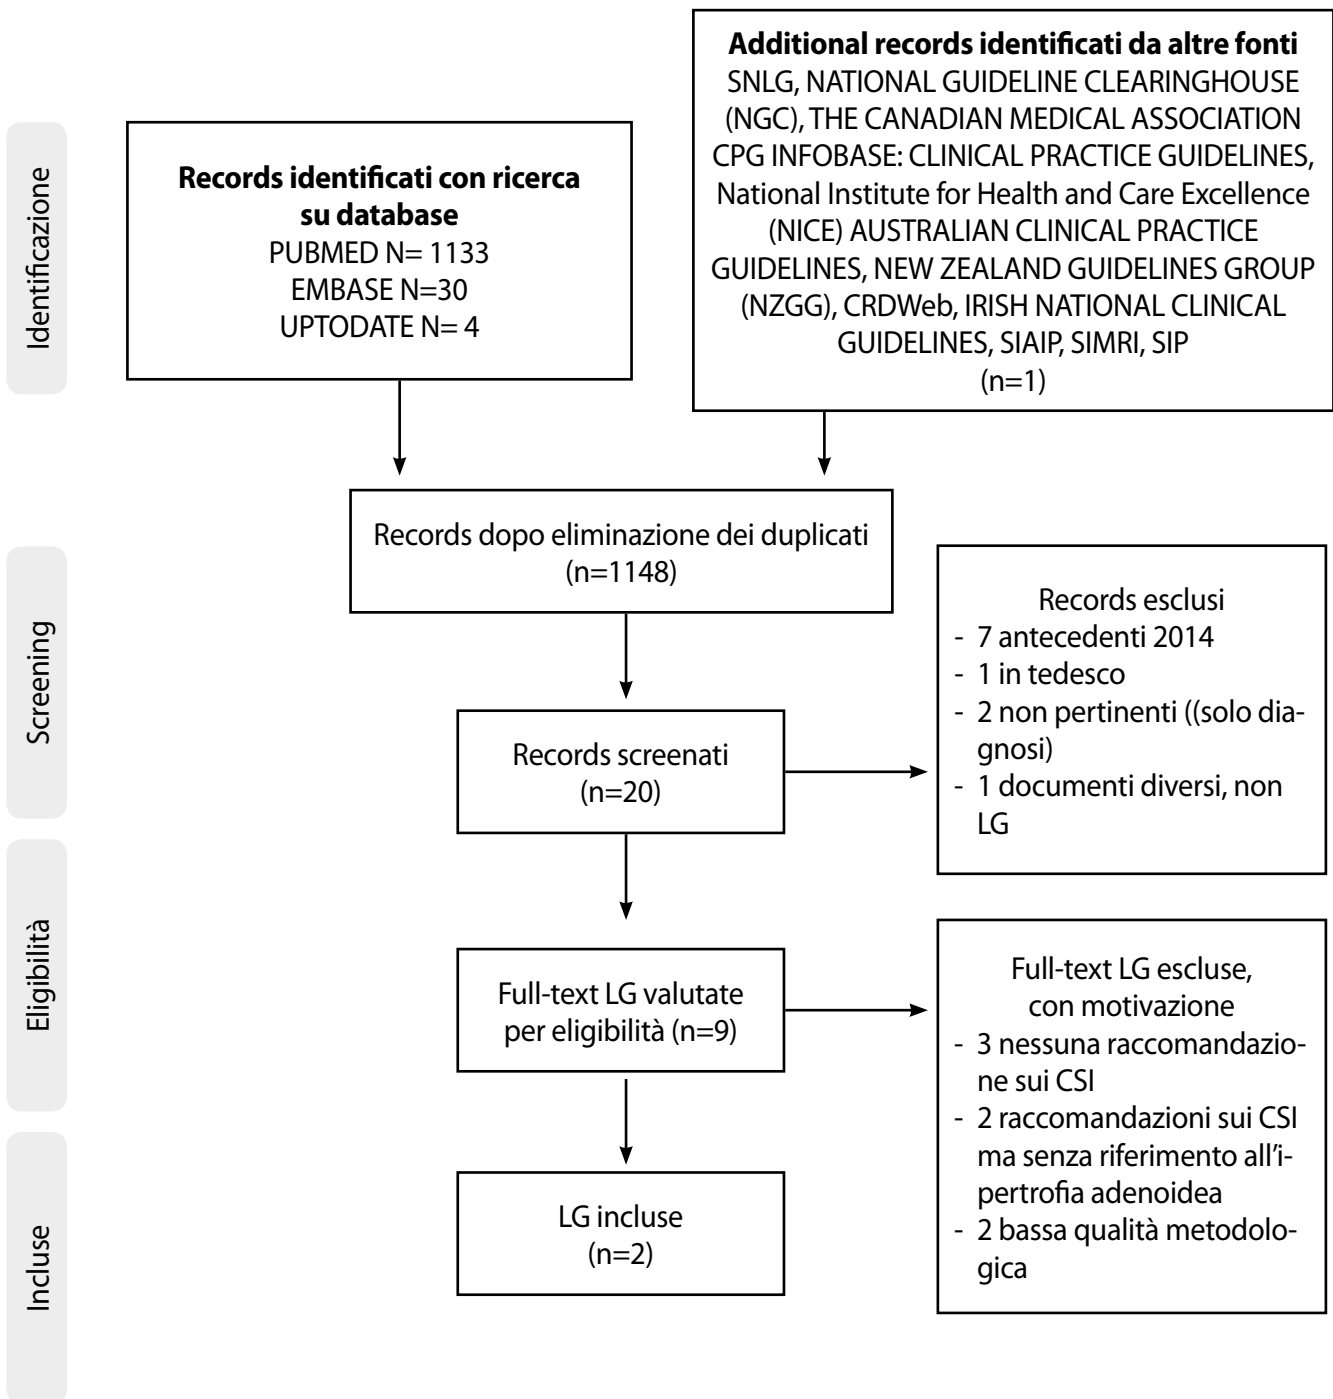 Identificazione
Records identificati con ricerca
su database
PUBMED N= 1133
EMBASE N=30
UPTODATE N= 4
Additional records identificati da altre fonti
SNLG, NATIONAL GUIDELINE CLEARINGHOUSE
(NGC), THE CANADIAN MEDICAL ASSOCIATION
CPG INFOBASE: CLINICAL PRACTICE GUIDELINES,
National Institute for Health and Care Excellence
(NICE) AUSTRALIAN CLINICAL PRACTICE
GUIDELINES, NEW ZEALAND GUIDELINES GROUP
(NZGG), CRDWeb, IRISH NATIONAL CLINICAL
GUIDELINES, SIAIP, SIMRI, SIP
(n=1)
Records dopo eliminazione dei duplicati
(n=1148)
Screening
Records screenati
(n=20)
Records esclusi
- 7 antecedenti 2014
- 1 in tedesco
- 2 non pertinenti ((solo dia-
gnosi)
- 1 documenti diversi, non
LG
Eligibilità
Full-text LG valutate
per eligibilità (n=9)
Full-text LG escluse,
con motivazione
- 3 nessuna raccomandazio-
ne sui CSI
- 2 raccomandazioni sui CSI
ma senza riferimento all'i-
pertrofia adenoidea
- 2 bassa qualità metodolo-
gica
Incluse
LG incluse
(n=2)